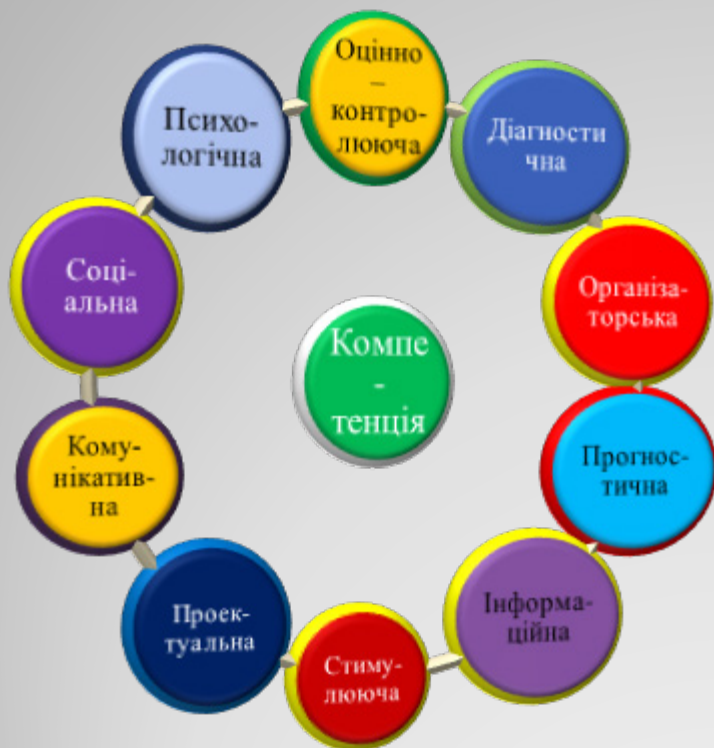 Оцінно
–
контро-
лююча
Діагности
чна
Організа-
торська
Прогнос-
тична
Інформа-
ційна
Стиму-
лююча
Проек-
туальна
Кому-
нікатив-
на
Соці-
альна
Психо-
логічна
Компе
-
тенція